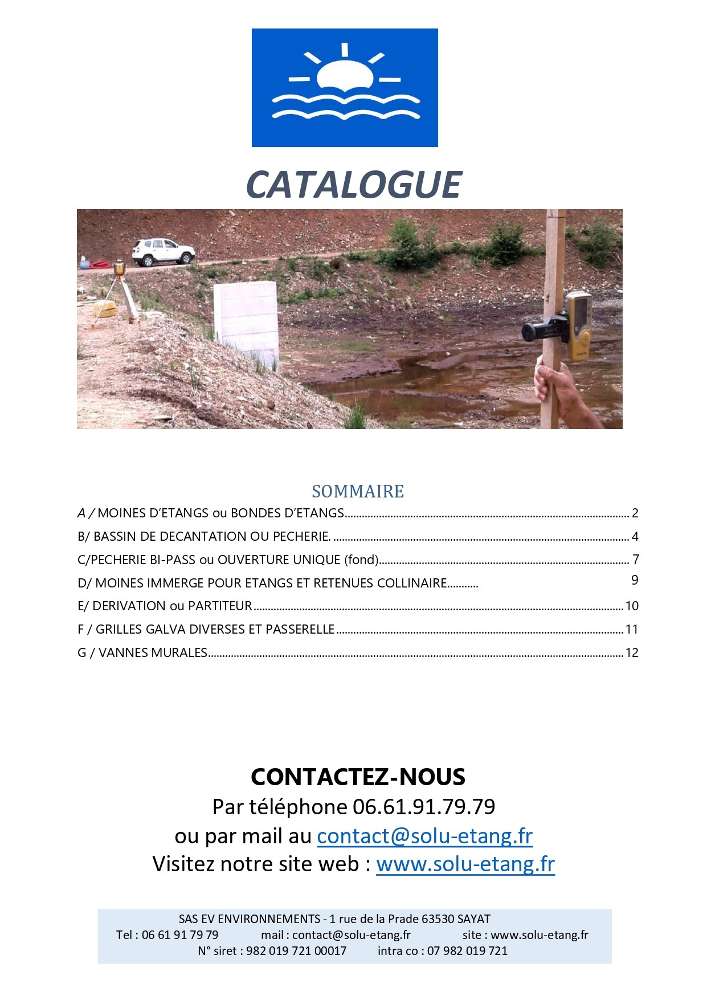 CATALOGUE
SOMMAIRE
A / MOINES D'ETANGS ou BONDES D'ETANGS.......... 2
B/ BASSIN DE DECANTATION OU PECHERIE. .......... 4
C/PECHERIE BI-PASS ou OUVERTURE UNIQUE (fond).......... 7
D/ MOINES IMMERGE POUR ETANGS ET RETENUES COLLINAIRE........... 9
E/ DERIVATION ou PARTITEUR.......... 10
F / GRILLES GALVA DIVERSES ET PASSERELLE.......... 11
G / VANNES MURALES.......... 12
CONTACTEZ-NOUS
Par téléphone 06.61.91.79.79
ou par mail au contact@solu-etang.fr
Visitez notre site web : www.solu-etang.fr
SAS EV ENVIRONNEMENTS - 1 rue de la Prade 63530 SAYAT
Tel : 06 61 91 79 79 mail : contact@solu-etang.fr site : www.solu-etang.fr
N° siret : 982 019 721 00017 intra co : 07 982 019 721